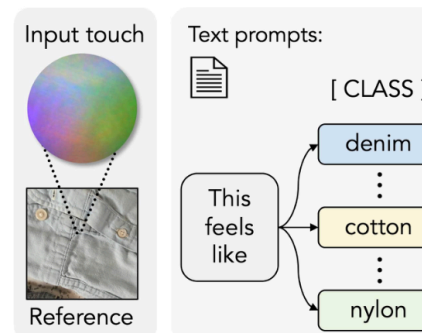 Input touch
Reference
Text prompts:
[ CLASS ]
This
feels
like
denim
cotton
nylon